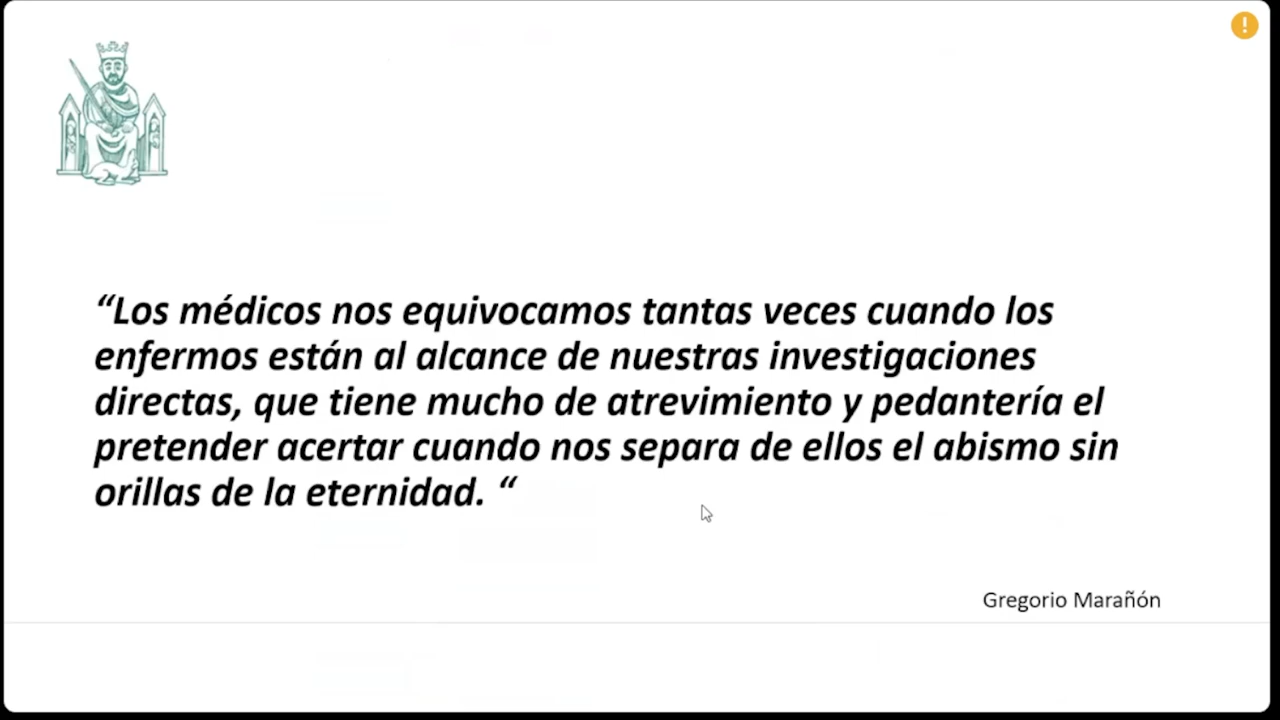 “Los médicos nos equivocamos tantas veces cuando los
enfermos están al alcance de nuestras investigaciones
directas, que tiene mucho de atrevimiento y pedantería el
pretender acertar cuando nos separa de ellos el abismo sin
orillas de la eternidad. “
Gregorio Marañón